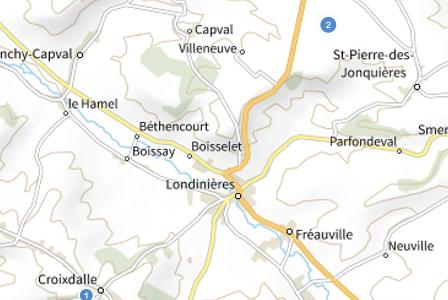 Capval
2
Villeneuve
nchy-Capval
St-Pierre-des-
Jonquières
le Hamel
Béthencourt
Smer
Boissay
Boisselet
Parfondeval
Londinières
Fréauville
Neuville
Croixdalle
1